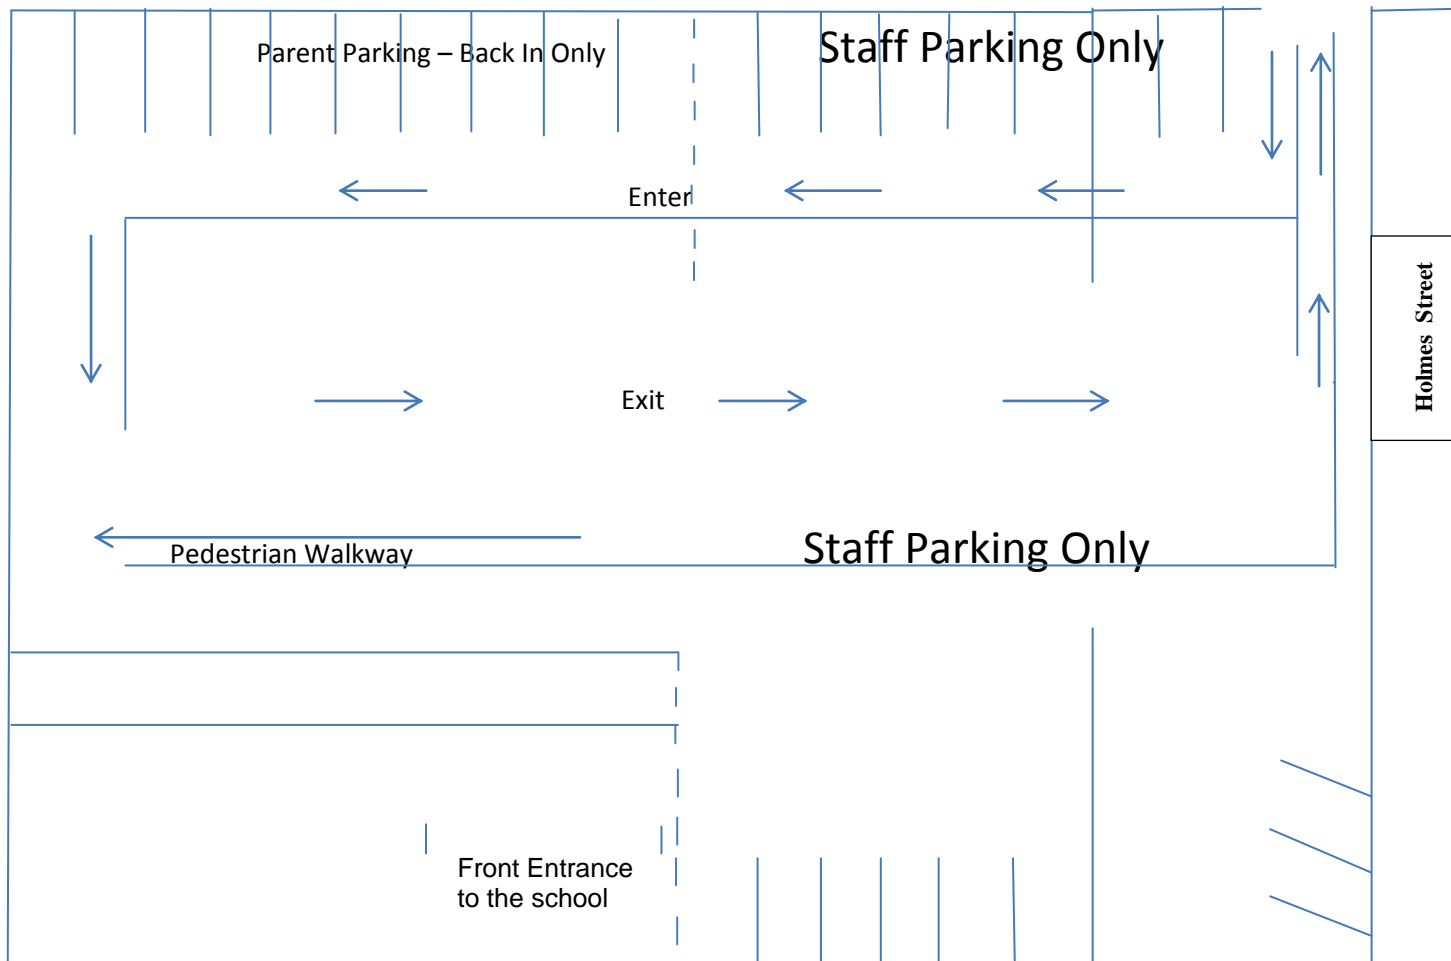 Parent Parking – Back In Only
Staff Parking Only
Enter
Holmes Street
Exit
Pedestrian Walkway
Staff Parking Only
Front Entrance
to the school